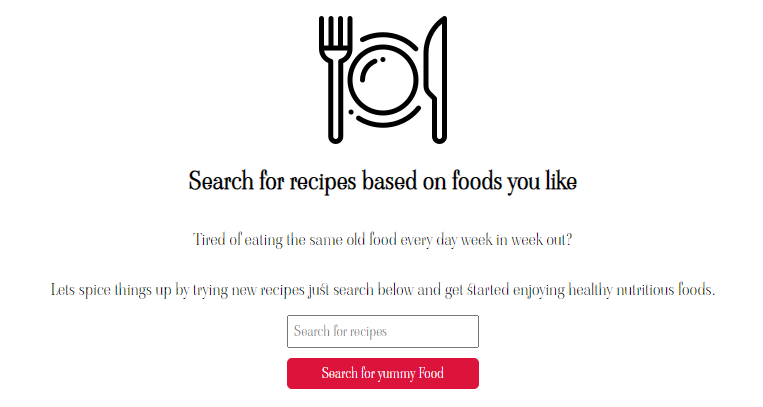 Search for recipes based on foods you like
Tired of eating the same old food every day week in week out?
Lets spice things up by trying new recipes just search below and get started enjoying healthy nutritious foods.
Search for recipes
Search for yummy Food